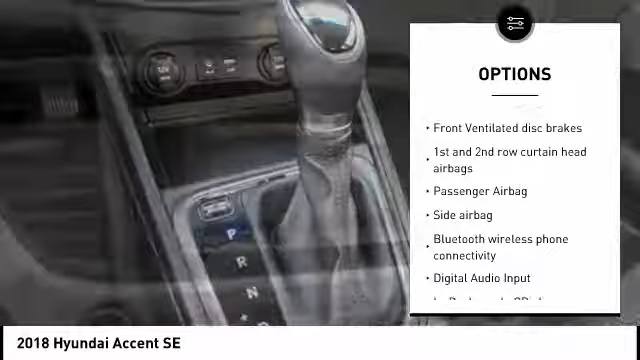 OPTIONS
• Front Ventilated disc brakes
• 1st and 2nd row curtain head
airbags
• Passenger Airbag
• Side airbag
• Bluetooth wireless phone
connectivity
• Digital Audio Input
P
R
N
2018 Hyundai Accent SE